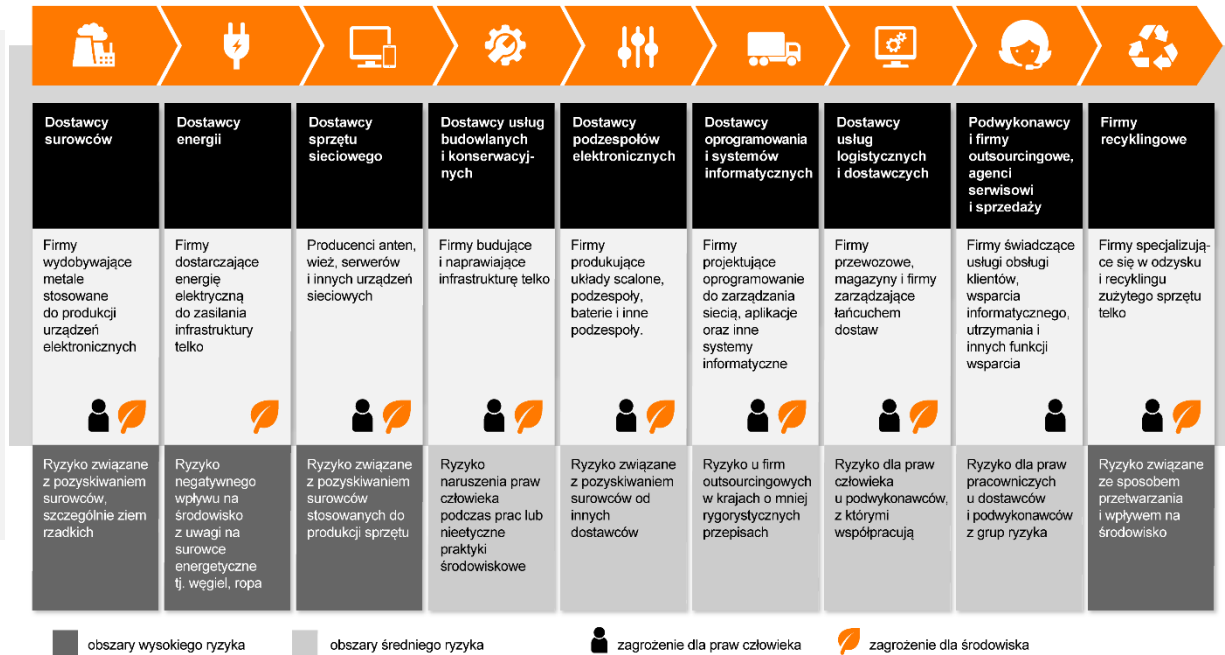 Dostawcy
surowców
Dostawcy
energii
Dostawcy
sprzętu
sieciowego
Dostawcy usług
budowlanych
i konserwacyj-
nych
Dostawcy
podzespołów
elektronicznych
Dostawcy
oprogramowania
i systemów
informatycznych
Dostawcy
usług
logistycznych
i dostawczych
Podwykonawcy
i firmy
outsourcingowe,
agenci
serwisowi
i sprzedaży
Firmy
recyklingowe
Firmy
wydobywające
metale
stosowane
do produkcji
urządzeń
elektronicznych
Firmy
dostarczające
energię
elektryczną
do zasilania
infrastruktury
telko
Producenci anten,
wież, serwerów
i innych urządzeń
sieciowych
Firmy budujące
i naprawiające
infrastrukturę telko
Firmy
produkujące
układy scalone,
podzespoły,
baterie i inne
podzespoły.
Firmy
projektujące
oprogramowanie
do zarządzania
siecią, aplikacje
oraz inne
systemy
informatyczne
Firmy
przewozowe,
magazyny i firmy
zarządzające
łańcuchem
dostaw
Firmy świadczące
usługi obsługi
klientów,
wsparcia
informatycznego,
utrzymania i
innych funkcji
wsparcia
Firmy specjalizują-
ce się w odzysku
i recyklingu
zużytego sprzętu
telko
Ryzyko związane
z pozyskiwaniem
surowców,
szczególnie ziem
rzadkich
Ryzyko
negatywnego
wpływu na
środowisko
z uwagi na
surowce
energetyczne
tj. węgiel, ropa
Ryzyko związane
z pozyskiwaniem
surowców
stosowanych do
produkcji sprzętu
Ryzyko
naruszenia praw
człowieka
podczas prac lub
nieetyczne
praktyki
środowiskowe
Ryzyko związane
z pozyskiwaniem
surowców od
innych
dostawców
Ryzyko u firm
outsourcingowych
w krajach o mniej
rygorystycznych
przepisach
Ryzyko dla praw
człowieka
u podwykonawców,
z którymi
współpracują
Ryzyko dla praw
pracowniczych
u dostawców
i podwykonawców
z grup ryzyka
Ryzyko związane
ze sposobem
przetwarzania
i wpływem na
środowisko
obszary wysokiego ryzyka
obszary średniego ryzyka
zagrożenie dla praw człowieka
zagrożenie dla środowiska